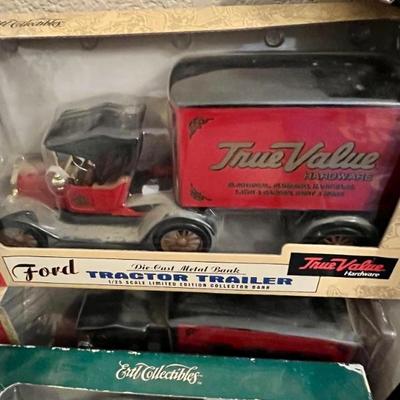 Ertl Collectibles
True Value
HARDWARE
Ford
Die-Cast Metal Bank
TRACTOR TRAILER
1/25 SCALE LIMITED EDITION COLLECTOR BANK
True Value
Hardware
Ertl Collectibles™